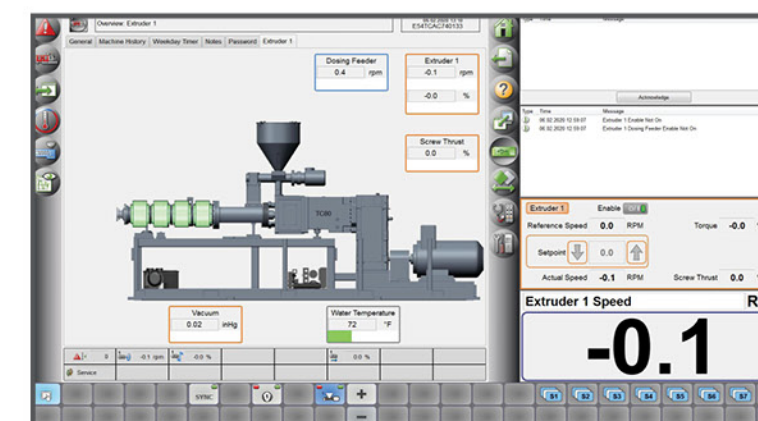 Overview: Extruder 1
06.02.2020 13:10
E54TCAC740133
General Machine History Weekday Timer Notes Password Extruder 1
Dosing Feeder
0.4 rpm
Extruder 1
-0.1 rpm
-0.0 %
Screw Thrust
0.0 %
TC80
Vacuum
0.02 inHg
Water Temperature
72 °F
-0.1 rpm 0.0 % 0.0 %
Service
SYNC
Type Time Message
Acknowledge
Type Time Message
06.02.2020 12:59:07 Extruder 1 Enable Not On
06.02.2020 12:59:07 Extruder 1 Dosing Feeder Enable Not On
Extruder 1 Enable OFF
Reference Speed 0.0 RPM Torque -0.0
Setpoint 0.0
Actual Speed -0.1 RPM Screw Thrust 0.0
Extruder 1 Speed R
-0.1
S1 S2 S3 S4 S5 S6 S7